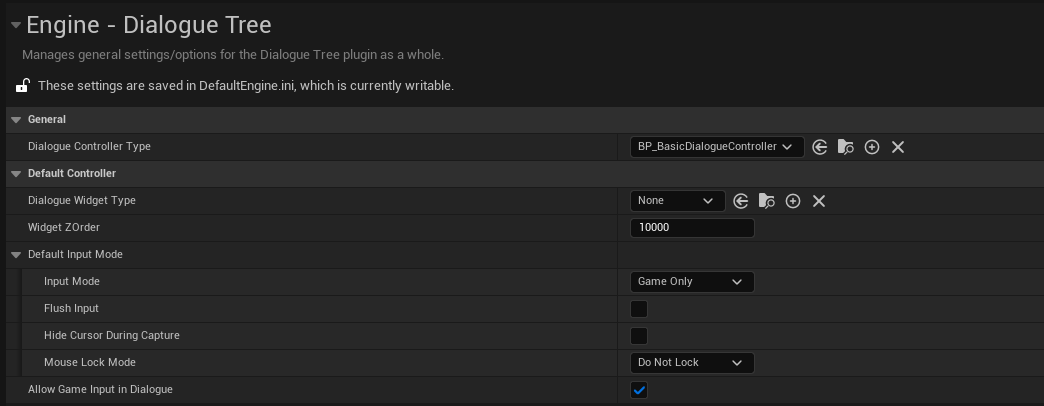 Engine - Dialogue Tree
Manages general settings/options for the Dialogue Tree plugin as a whole.
These settings are saved in DefaultEngine.ini, which is currently writable.
General
Dialogue Controller Type BP_BasicDialogueController
Default Controller
Dialogue Widget Type None
Widget ZOrder 10000
Default Input Mode
Input Mode Game Only
Flush Input
Hide Cursor During Capture
Mouse Lock Mode Do Not Lock
Allow Game Input in Dialogue